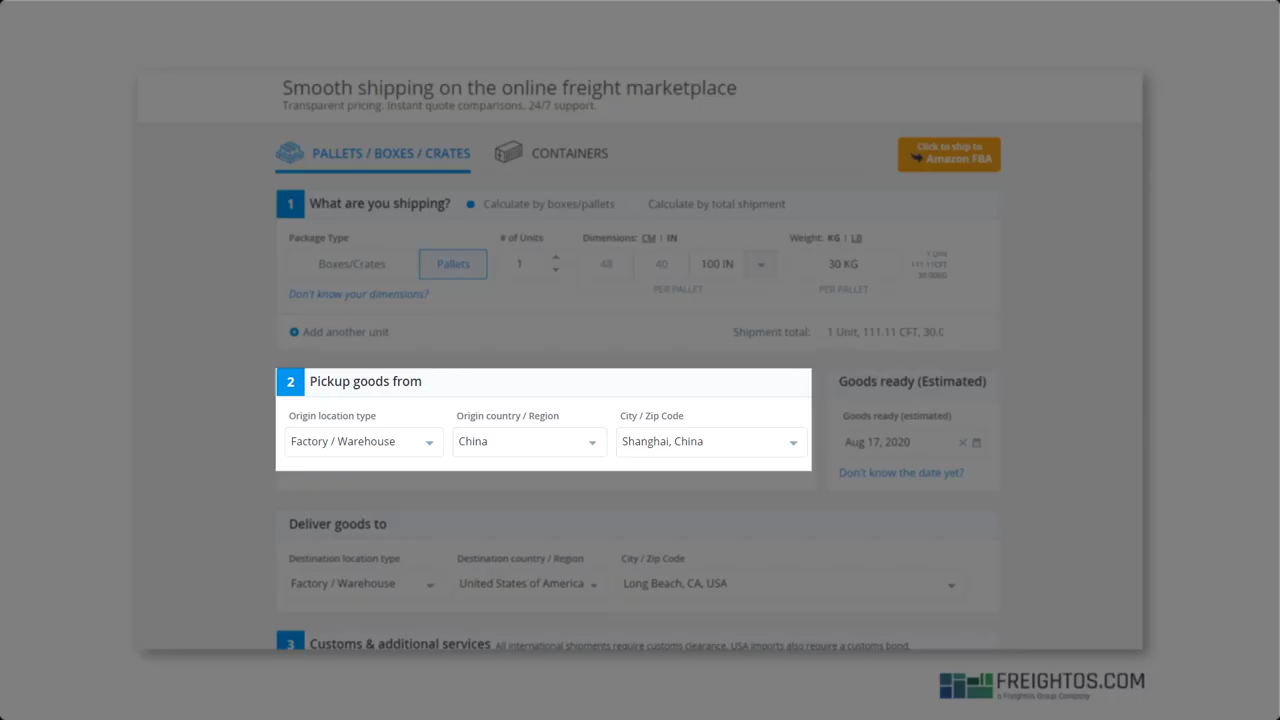 Smooth shipping on the online freight marketplace
Transparent pricing. Instant quote comparisons. 24/7 support.
PALLETS / BOXES / CRATES
CONTAINERS
Click to ship to
Amazon FBA
1 What are you shipping? Calculate by boxes/pallets Calculate by total shipment
Package Type # of Units Dimensions: CM | IN Weight: KG | LB
Boxes/Crates Pallets 1 48 40 100 IN 30 KG
1 Unit
111.11CFT
30.00KG
PER PALLET PER PALLET
Don't know your dimensions?
Add another unit Shipment total: 1 Unit, 111.11 CFT, 30.0
2 Pickup goods from
Origin location type Origin country / Region City / Zip Code
Factory / Warehouse China Shanghai, China
Goods ready (Estimated)
Goods ready (estimated)
Aug 17, 2020
Don't know the date yet?
Deliver goods to
Destination location type Destination country / Region City / Zip Code
Factory / Warehouse United States of America Long Beach, CA, USA
3 Customs & additional services All international shipments require customs clearance. USA imports also require a customs bond.
FREIGHTOS.COM
a Freightos Group Company